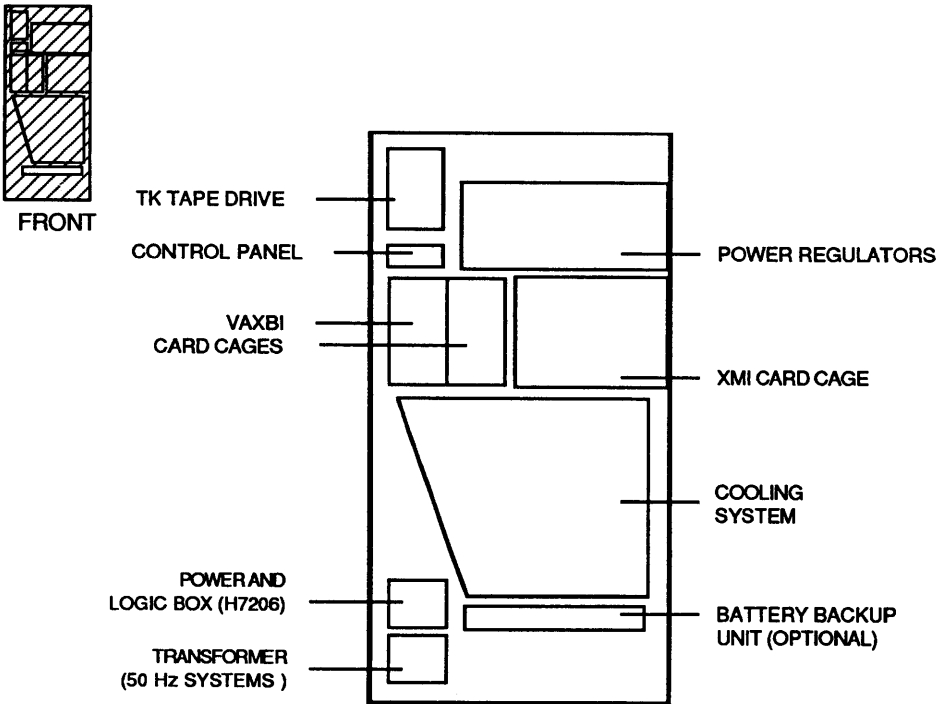 FRONT
TK TAPE DRIVE
CONTROL PANEL
VAXBI
CARD CAGES
POWER AND
LOGIC BOX (H7206)
TRANSFORMER
(50 Hz SYSTEMS )
POWER REGULATORS
XMI CARD CAGE
COOLING
SYSTEM
BATTERY BACKUP
UNIT (OPTIONAL)